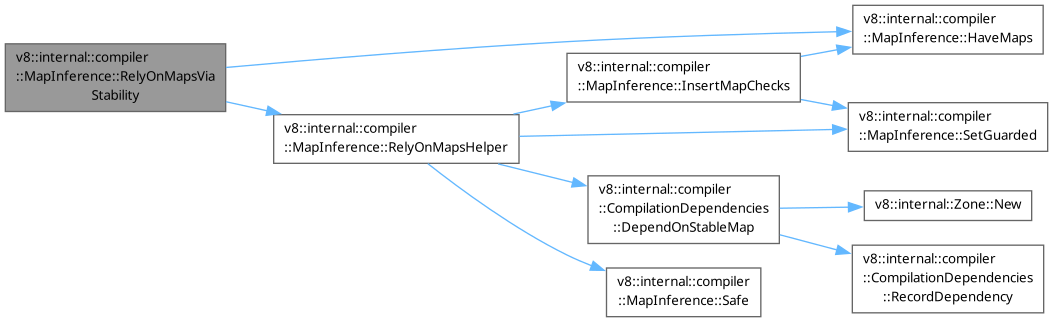 v8::internal::compiler
::MapInference::RelyOnMapsVia
Stability
v8::internal::compiler
::MapInference::RelyOnMapsHelper
v8::internal::compiler
::MapInference::InsertMapChecks
v8::internal::compiler
::CompilationDependencies
::DependOnStableMap
v8::internal::compiler
::MapInference::Safe
v8::internal::compiler
::MapInference::HaveMaps
v8::internal::compiler
::MapInference::SetGuarded
v8::internal::Zone::New
v8::internal::compiler
::CompilationDependencies
::RecordDependency